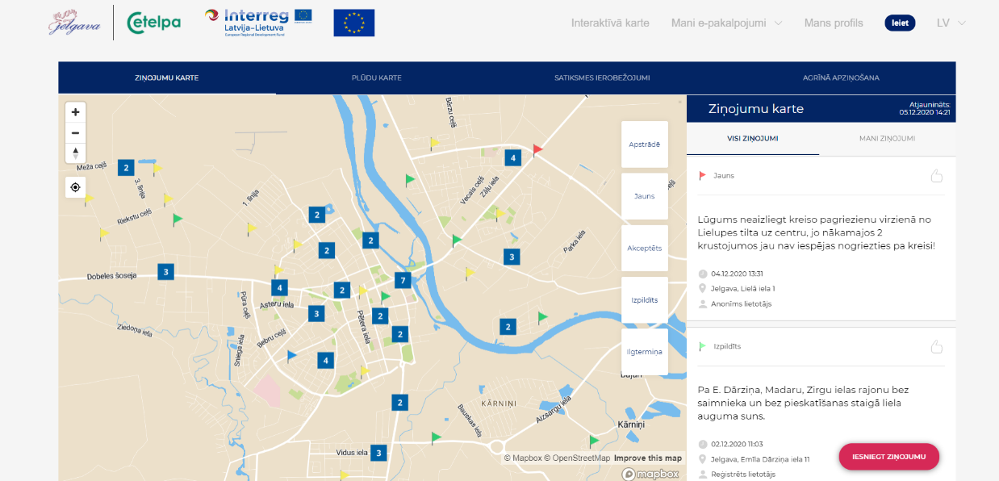 Jelgava
etelpa
Interreg
Latvija-Lietuva
European Regional Development Fund
Interaktīvā karte
Mani e-pakalpojumi
Mans profils
Ieiet
LV
ZIŅOJUMU KARTE
PLŪDU KARTE
SATIKSMES IEROBEŽOJUMI
AGRĪNĀ APZIŅOŠANA
Ziņojumu karte
Atjaunināts:
05.12.2020 14:21
VISI ZIŅOJUMI
MANI ZIŅOJUMI
Jauns
Lūgums neaizliegt kreiso pagriezienu virzienā no
Lielupes tilta uz centru, jo nākamajos 2
krustojumos jau nav iespējas nogriezties pa kreisi!
04.12.2020 13:31
Jelgava, Lielā iela 1
Anonīms lietotājs
Izpildīts
Pa E. Dārziņa, Madaru, Zirgu ielas rajonu bez
saimnieka un bez pieskatīšanas staigā liela
auguma suns.
02.12.2020 11:03
Jelgava, Emīla Dārziņa iela 11
Reģistrēts lietotājs
IESNIEGT ZIŅOJUMU
Apstrādē
Jauns
Akceptēts
Izpildīts
Ilgtermiņa
Bērzu ceļš
4
Meža ceļš
2
3. līnija
Vecais ceļš
Zāļu iela
1. līnija
Riekstu ceļš
2
2
2
Parka iela
3
3
Dobeles šoseja
7
4
2
Pūra ceļš
Asteru iela
3
2
Pētera iela
2
2
Ziedoņa iela
Bebru ceļš
Sniega iela
4
2
KĀRNIŅI
Aizsargu iela
Bauskas iela
Kārniņi
Vidus iela
3
© Mapbox © OpenStreetMap Improve this map
mapbox